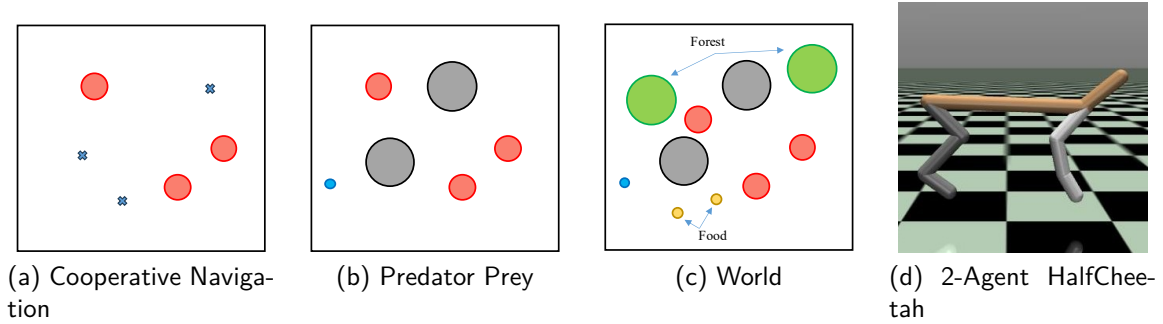 Forest
Food
(a) Cooperative Naviga-
tion
(b) Predator Prey
(c) World
(d) 2-Agent HalfChee-
tah